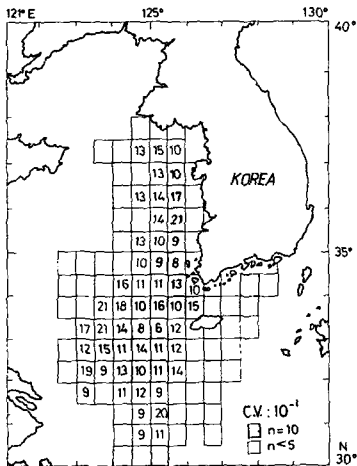 121° E 125° 130°
40°
13 15 10
13 10
13 14 17
KOREA
14 21
13 10 9
35°
10 9 8
16 11 11 13 10
21 18 10 16 10 15
17 21 14 8 6 12
12 15 11 14 11 12
19 9 13 10 11 14
9 11 12 9
C.V. : 10⁻¹
9 20
n=10
9 11
n<5
N
30°